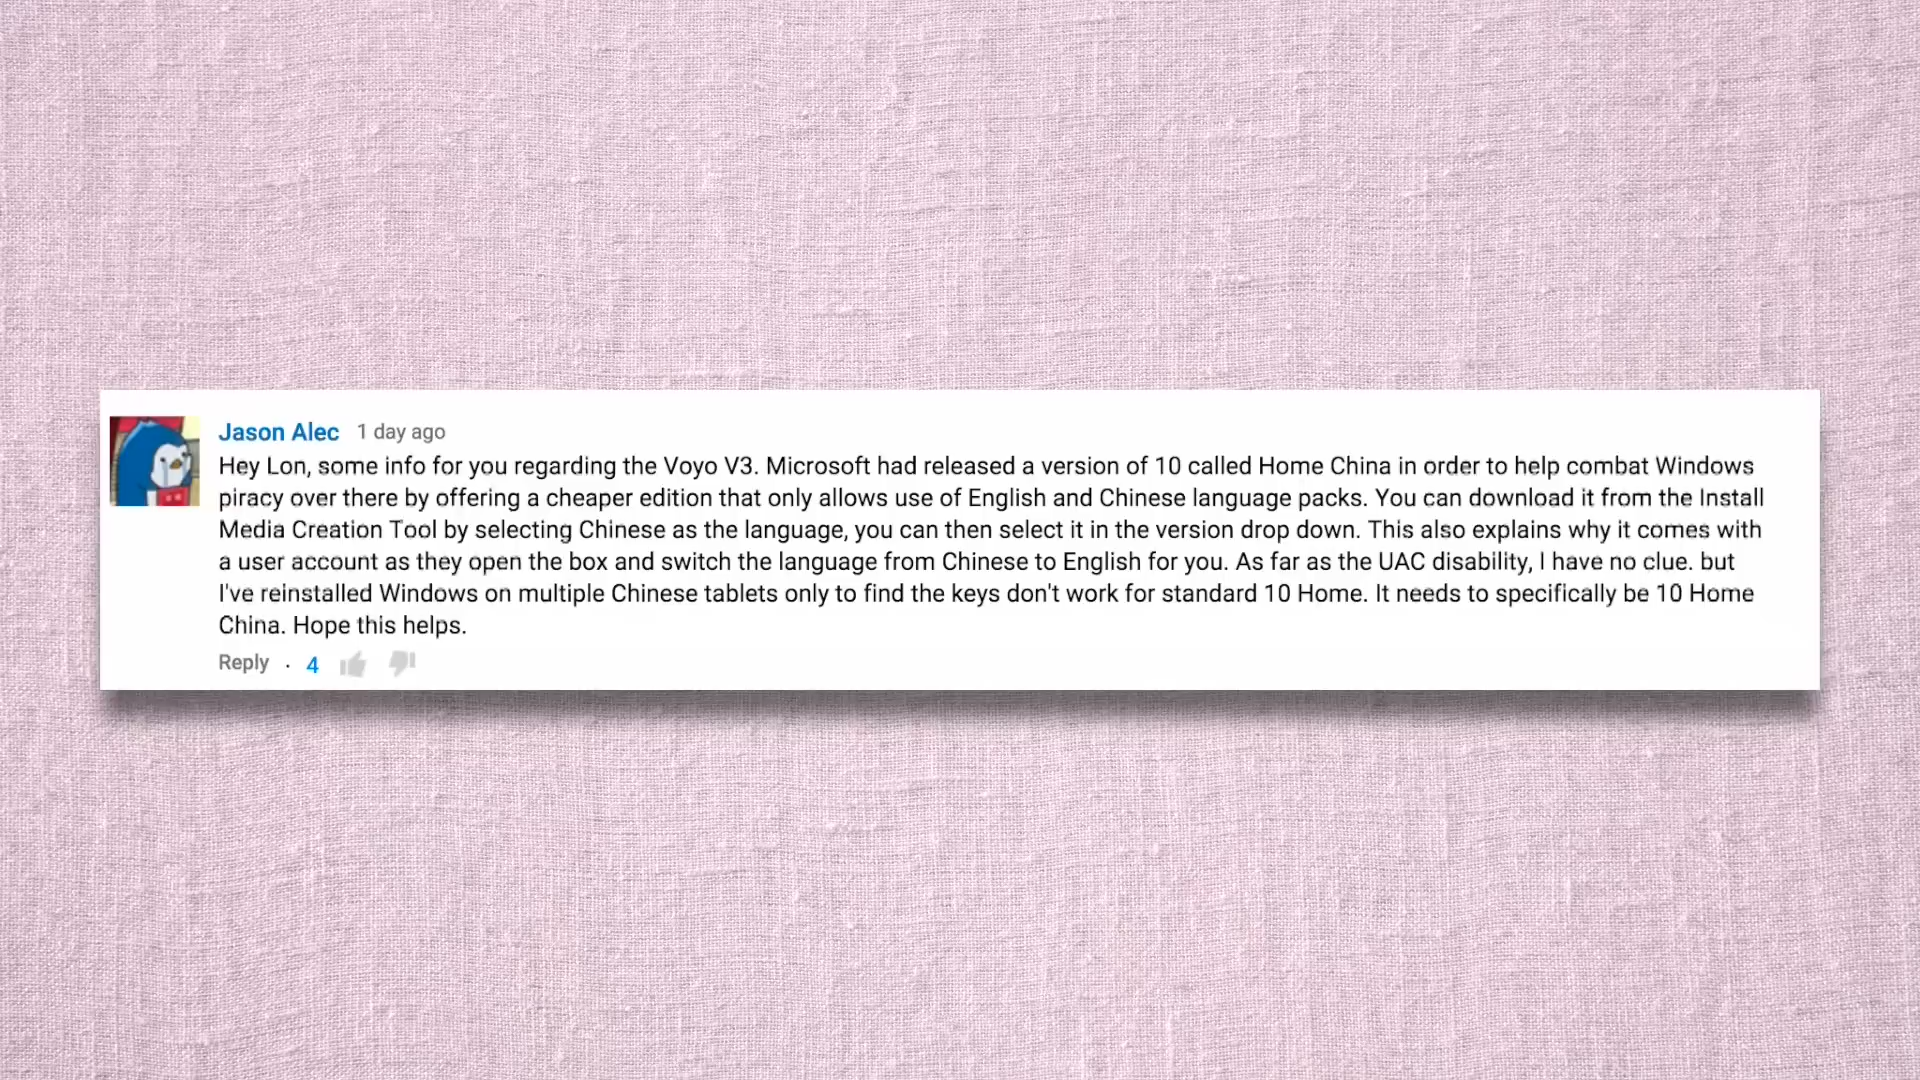 Jason Alec 1 day ago
Hey Lon, some info for you regarding the Voyo V3. Microsoft had released a version of 10 called Home China in order to help combat Windows
piracy over there by offering a cheaper edition that only allows use of English and Chinese language packs. You can download it from the Install
Media Creation Tool by selecting Chinese as the language, you can then select it in the version drop down. This also explains why it comes with
a user account as they open the box and switch the language from Chinese to English for you. As far as the UAC disability, I have no clue. but
I've reinstalled Windows on multiple Chinese tablets only to find the keys don't work for standard 10 Home. It needs to specifically be 10 Home
China. Hope this helps.
Reply · 4